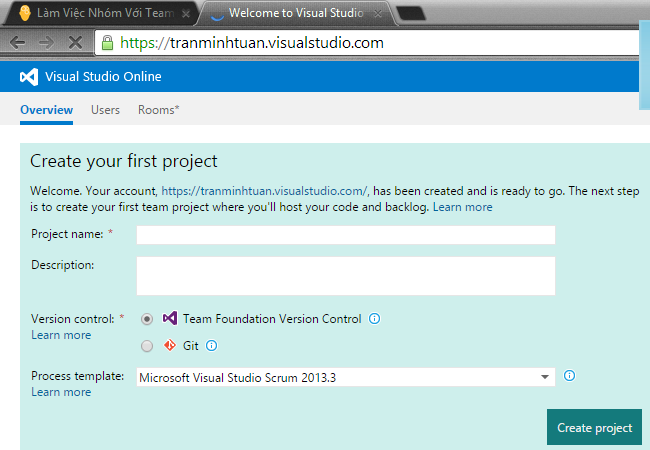 Làm Việc Nhóm Với Team
Welcome to Visual Studio
https://tranminhtuan.visualstudio.com
Visual Studio Online
Overview Users Rooms*
Create your first project
Welcome. Your account, https://tranminhtuan.visualstudio.com/, has been created and is ready to go. The next step
is to create your first team project where you'll host your code and backlog. Learn more
Project name: *
Description:
Version control: * Team Foundation Version Control
Learn more
Git
Process template: Microsoft Visual Studio Scrum 2013.3
Learn more
Create project